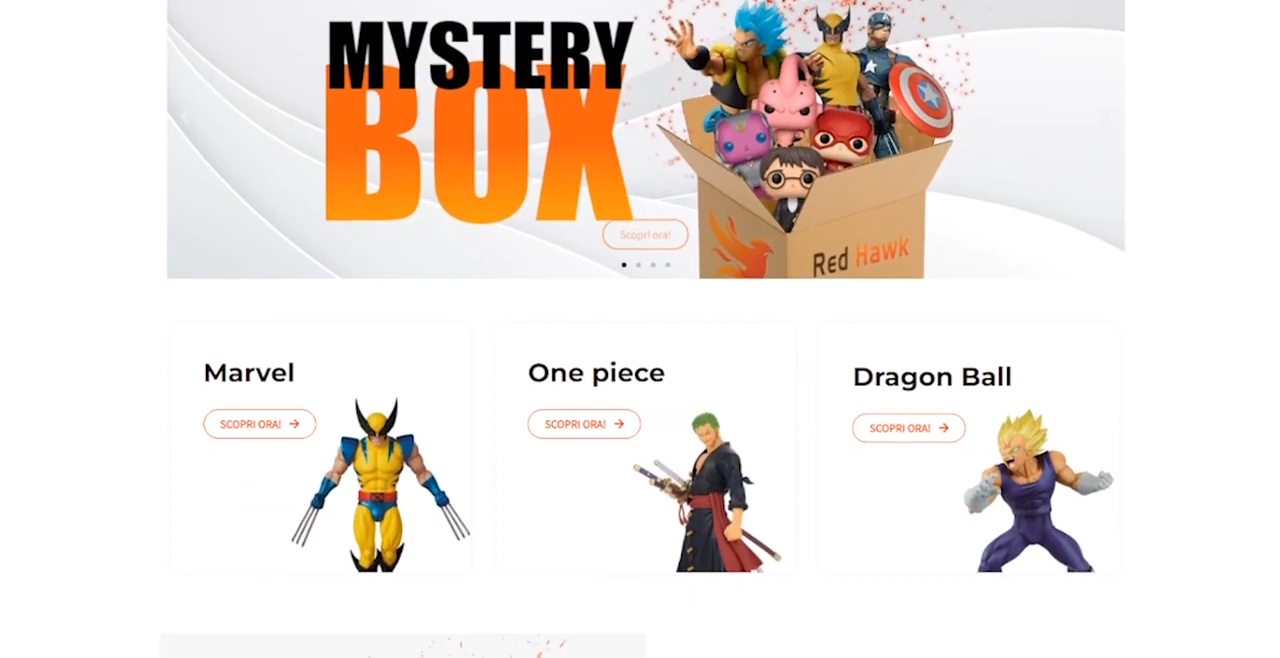 MYSTERY
BOX
Scopri ora!
Red Hawk
Marvel
SCOPRI ORA!
One piece
SCOPRI ORA!
Dragon Ball
SCOPRI ORA!